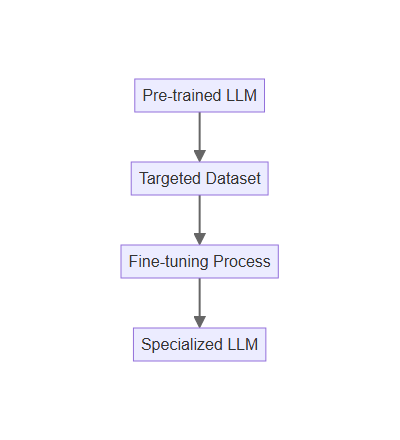 Pre-trained LLM
Targeted Dataset
Fine-tuning Process
Specialized LLM